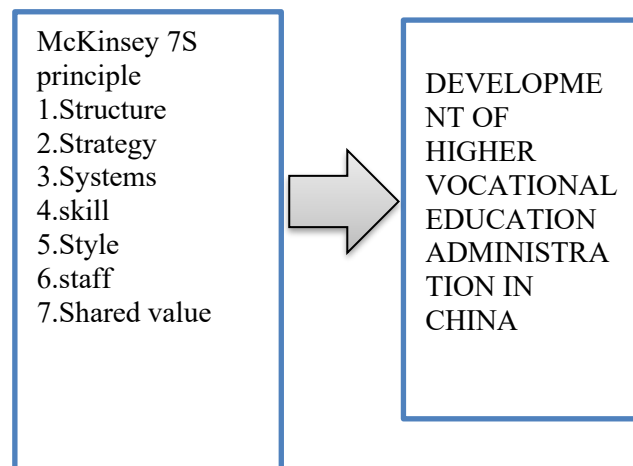 McKinsey 7S
principle
1.Structure
2.Strategy
3.Systems
4.skill
5.Style
6.staff
7.Shared value
DEVELOPME
NT OF
HIGHER
VOCATIONAL
EDUCATION
ADMINISTRA
TION IN
CHINA